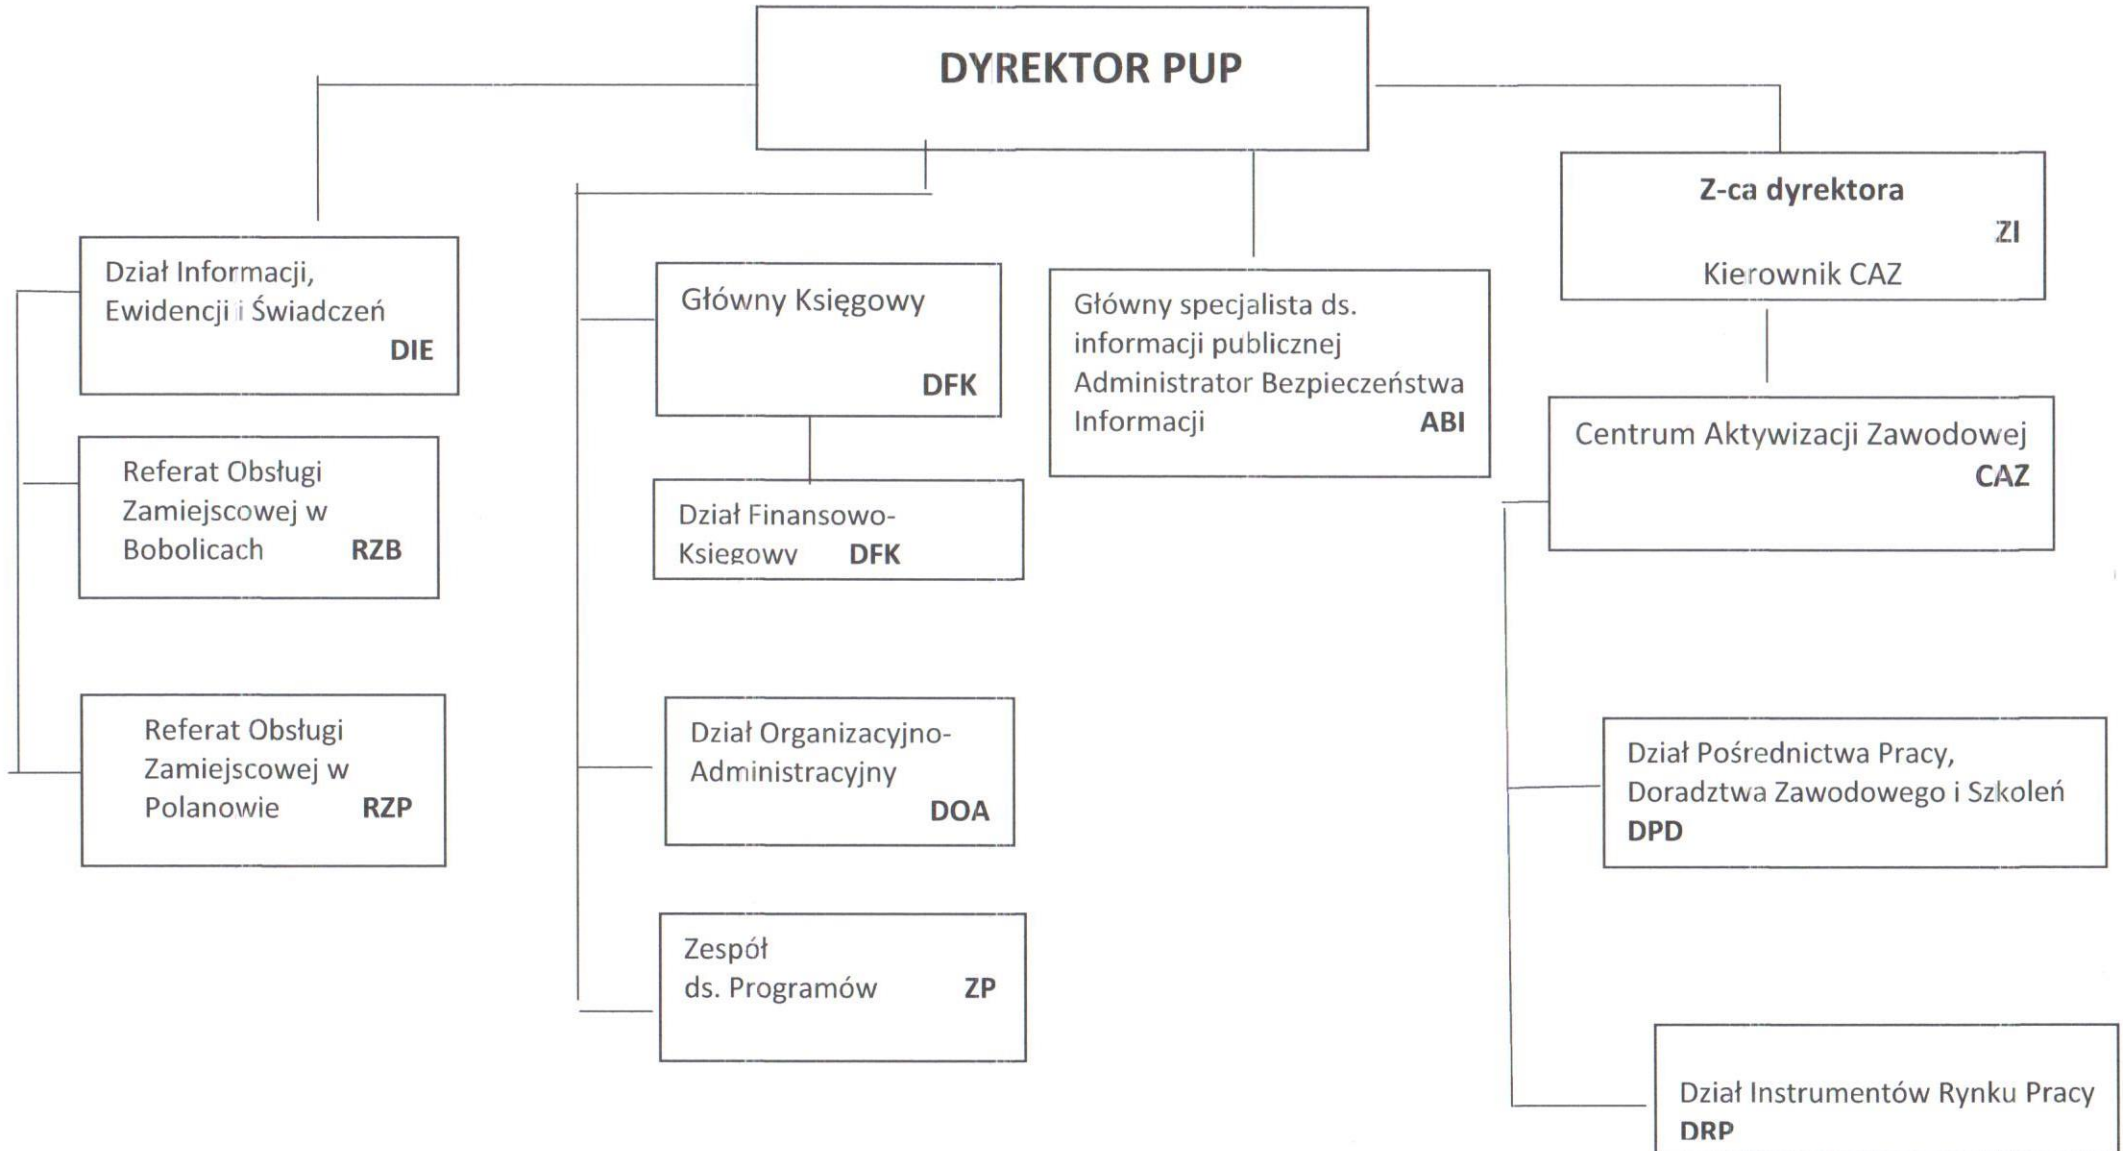 DYREKTOR PUP
Z-ca dyrektora
ZI
Kierownik CAZ
Dział Informacji,
Ewidencji i Świadczeń
DIE
Referat Obsługi
Zamiejscowej w
Bobolicach RZB
Referat Obsługi
Zamiejscowej w
Polanowie RZP
Główny Księgowy
DFK
Dział Finansowo-
Księgowy DFK
Dział Organizacyjno-
Administracyjny
DOA
Zespół
ds. Programów ZP
Główny specjalista ds.
informacji publicznej
Administrator Bezpieczeństwa
Informacji ABI
Centrum Aktywizacji Zawodowej
CAZ
Dział Pośrednictwa Pracy,
Doradztwa Zawodowego i Szkoleń
DPD
Dział Instrumentów Rynku Pracy
DRP